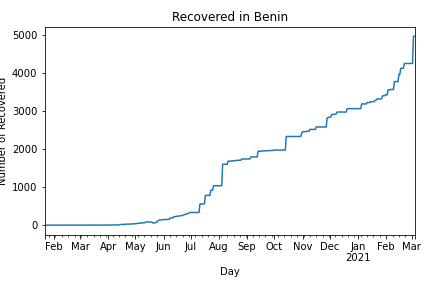 Recovered in Benin
Number of Recovered
5000
4000
3000
2000
1000
0
Feb Mar Apr May Jun Jul Aug Sep Oct Nov Dec Jan Feb Mar
2021
Day